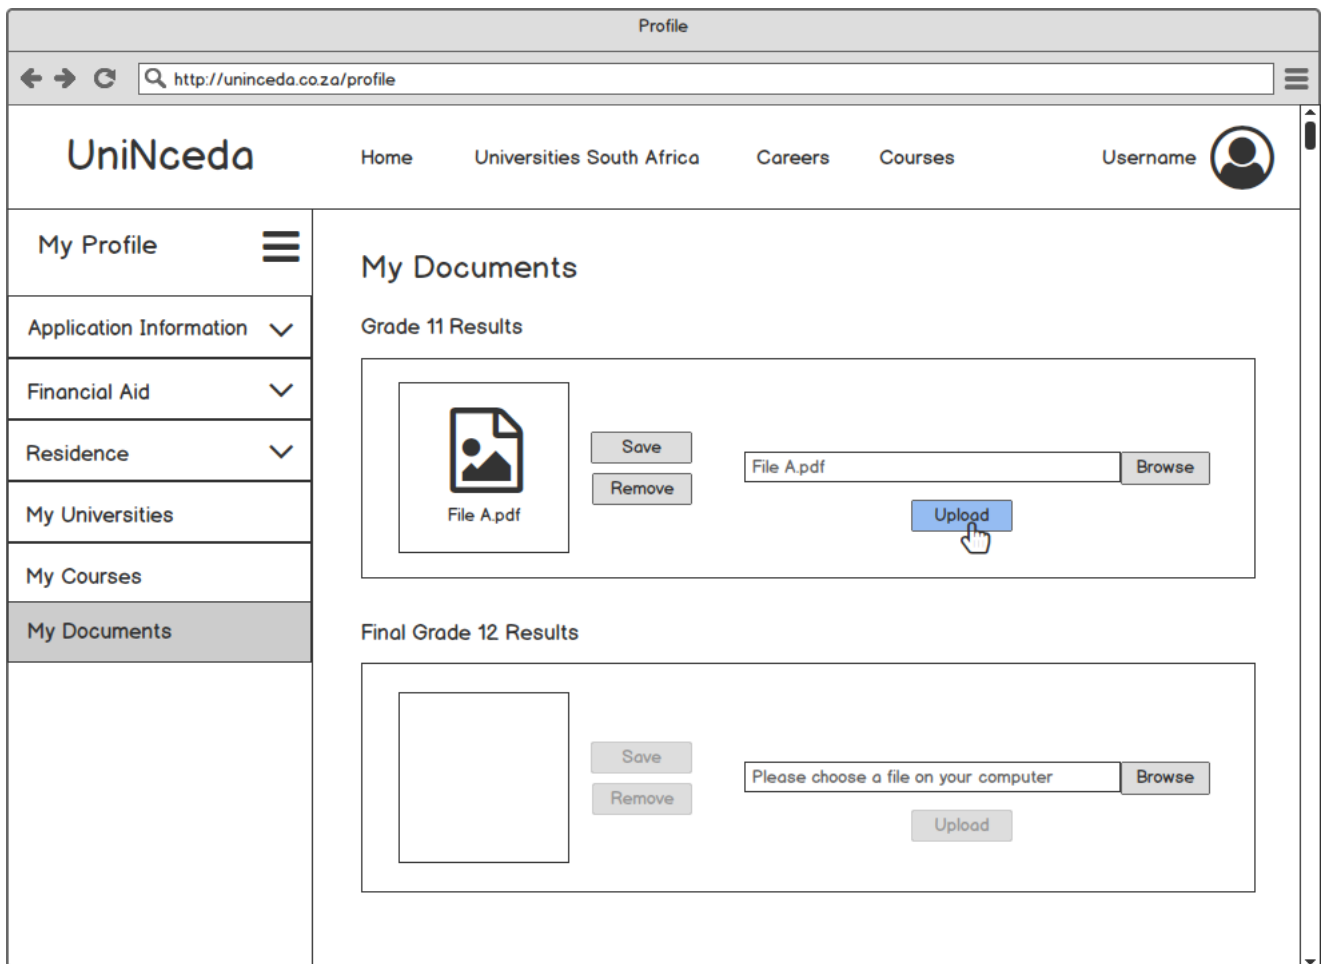 Profile
http://uninceda.co.za/profile
UniNceda
Home
Universities South Africa
Careers
Courses
Username
My Profile
Application Information
Financial Aid
Residence
My Universities
My Courses
My Documents
My Documents
Grade 11 Results
File A.pdf
Save
Remove
File A.pdf
Browse
Upload
Final Grade 12 Results
Save
Remove
Please choose a file on your computer
Browse
Upload